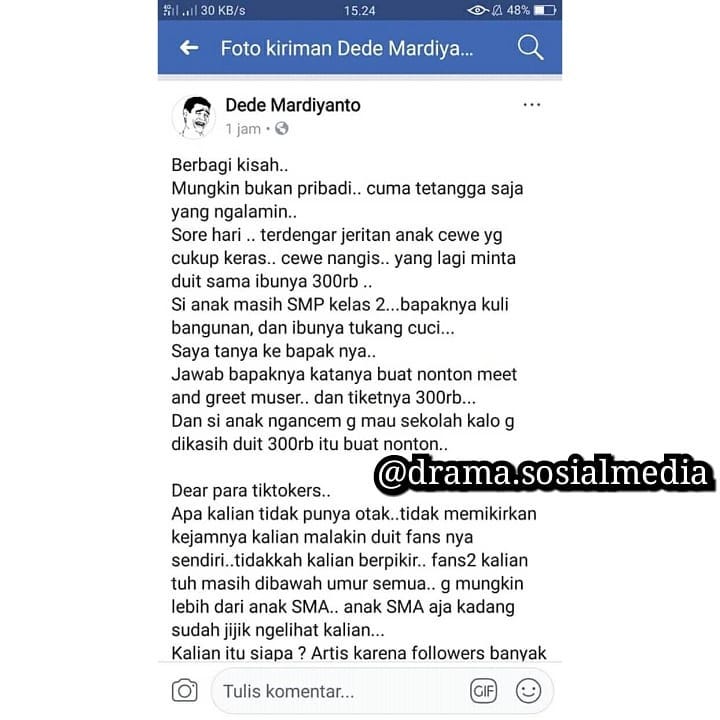 30 KB/s 15.24 48%
Foto kiriman Dede Mardiya...
Dede Mardiyanto
1 jam
Berbagi kisah..
Mungkin bukan pribadi.. cuma tetangga saja
yang ngalamin..
Sore hari .. terdengar jeritan anak cewe yg
cukup keras.. cewe nangis.. yang lagi minta
duit sama ibunya 300rb ..
Si anak masih SMP kelas 2...bapaknya kuli
bangunan, dan ibunya tukang cuci...
Saya tanya ke bapak nya..
Jawab bapaknya katanya buat nonton meet
and greet muser.. dan tiketnya 300rb...
Dan si anak ngancem g mau sekolah kalo g
dikasih duit 300rb itu buat nonton..
@drama.sosialmedia
Dear para tiktokers..
Apa kalian tidak punya otak..tidak memikirkan
kejamnya kalian malakin duit fans nya
sendiri..tidakkah kalian berpikir.. fans2 kalian
tuh masih dibawah umur semua.. g mungkin
lebih dari anak SMA.. anak SMA aja kadang
sudah jijik ngelihat kalian...
Kalian itu siapa ? Artis karena followers banyak
Tulis komentar...
GIF